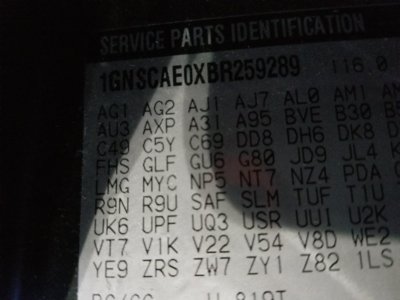 SERVICE PARTS IDENTIFICATION
1GNSCAE0XBR259289 116.0
AG1 AG2 AJ1 AJ7 AL0 AM1
AU3 AXP A31 A95 BVE B30
C49 C5Y C69 DD8 DH6 DK8
FHS GLF GU6 G80 JD9 JL4
LMG MYC NP5 NT7 NZ4 PDA
R9N R9U SAF SLM TUF T1U
UK6 UPF UQ3 USR UU1 U2K
VT7 V1K V22 V54 V8D WE2
YE9 ZRS ZW7 ZY1 Z82 1LS